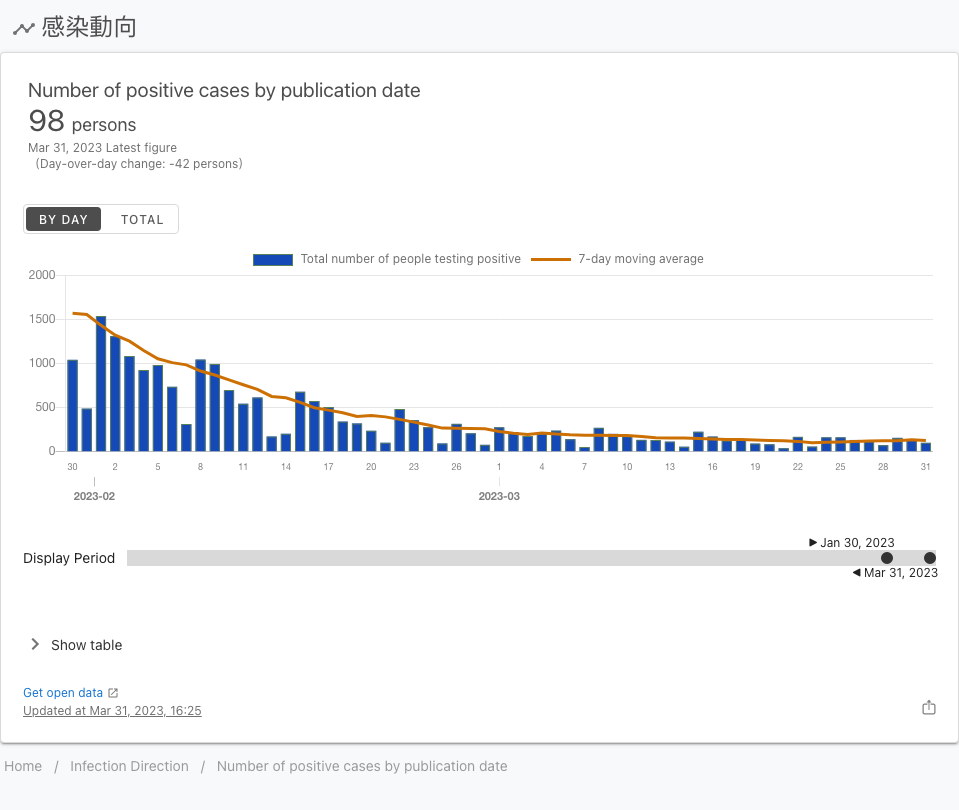 感染動向
Number of positive cases by publication date
98 persons
Mar 31, 2023 Latest figure
(Day-over-day change: -42 persons)
BY DAY TOTAL
Total number of people testing positive 7-day moving average
2000
1500
1000
500
0
30 2 5 8 11 14 17 20 23 26 1 4 7 10 13 16 19 22 25 28 31
2023-02 2023-03
Jan 30, 2023
Display Period
Mar 31, 2023
Show table
Get open data
Updated at Mar 31, 2023, 16:25
Home / Infection Direction / Number of positive cases by publication date